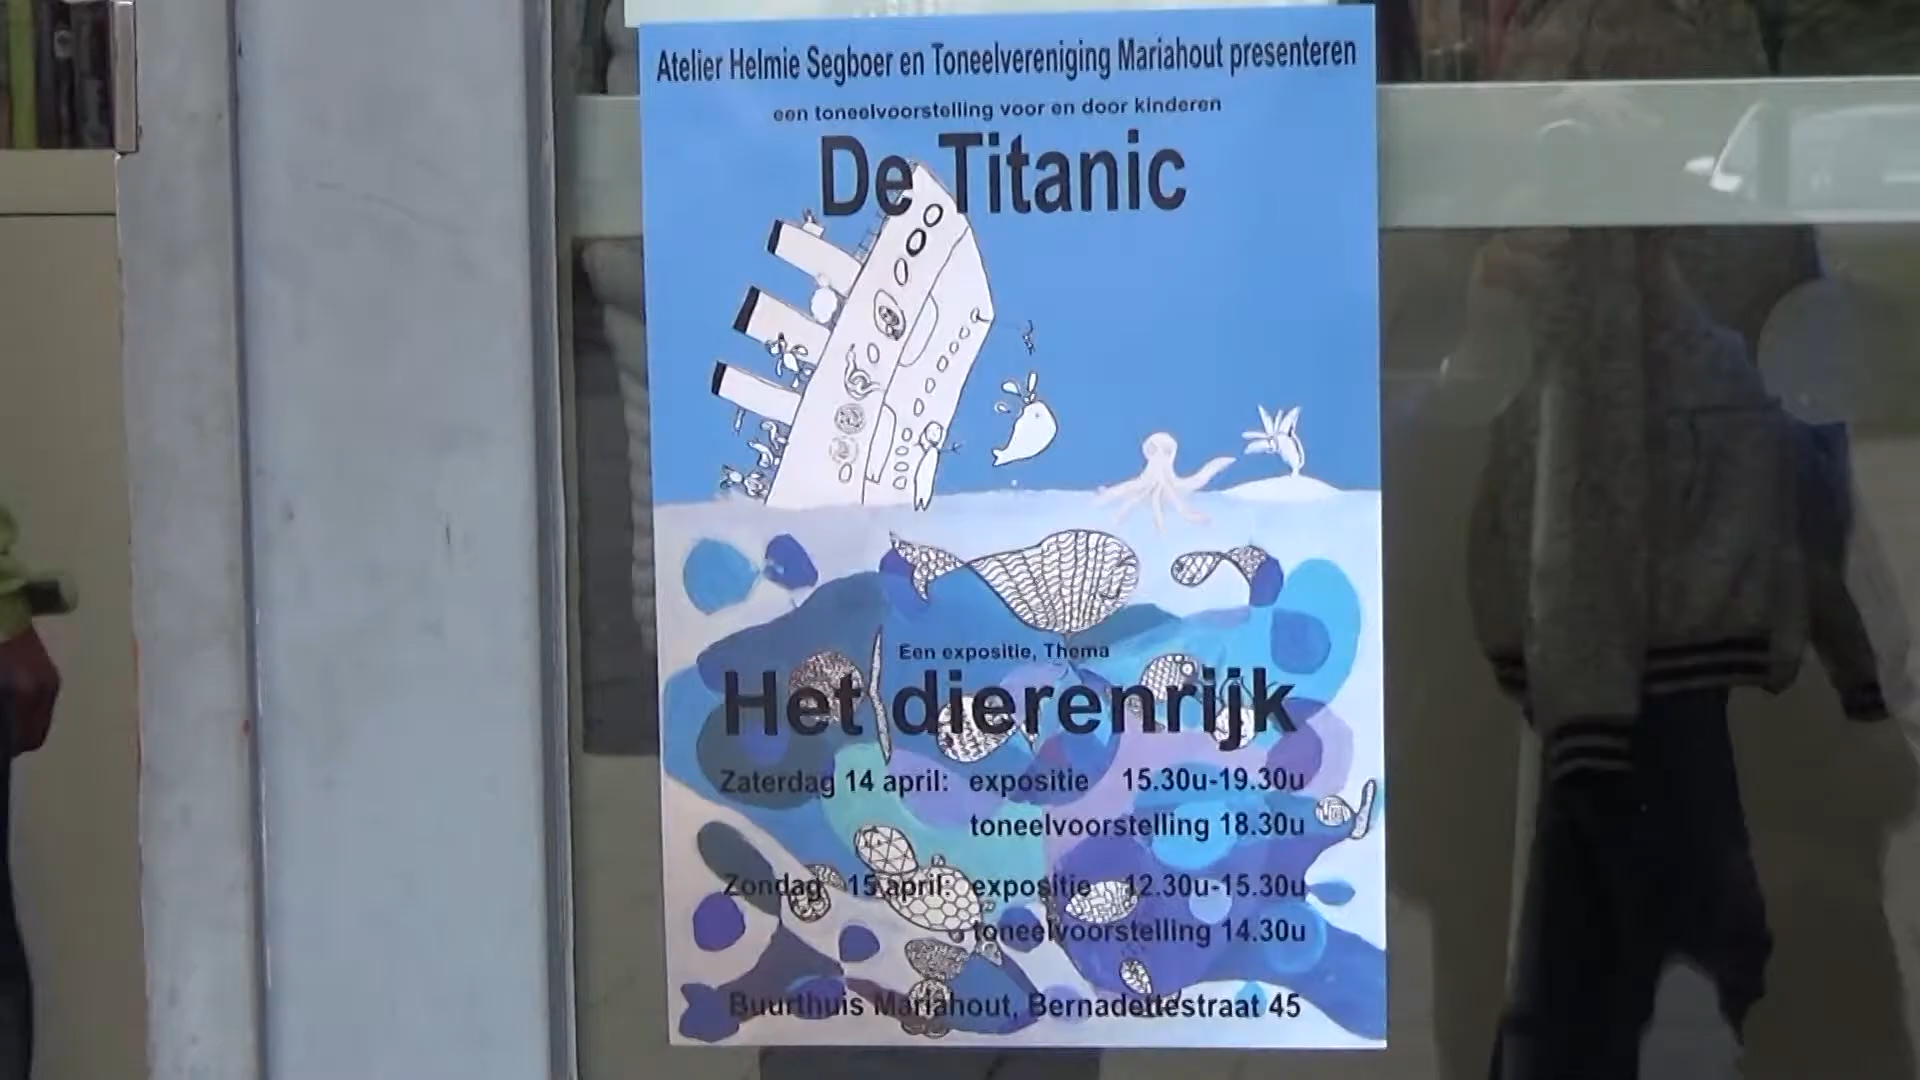 Atelier Helmie Segboer en Toneelvereniging Mariahout presenteren
een toneelvoorstelling voor en door kinderen
De Titanic
Een expositie, Thema
Het dierenrijk
Zaterdag 14 april: expositie 15.30u-19.30u
toneelvoorstelling 18.30u
Zondag 15 april: expositie 12.30u-15.30u
toneelvoorstelling 14.30u
Buurthuis Mariahout, Bernadettestraat 45